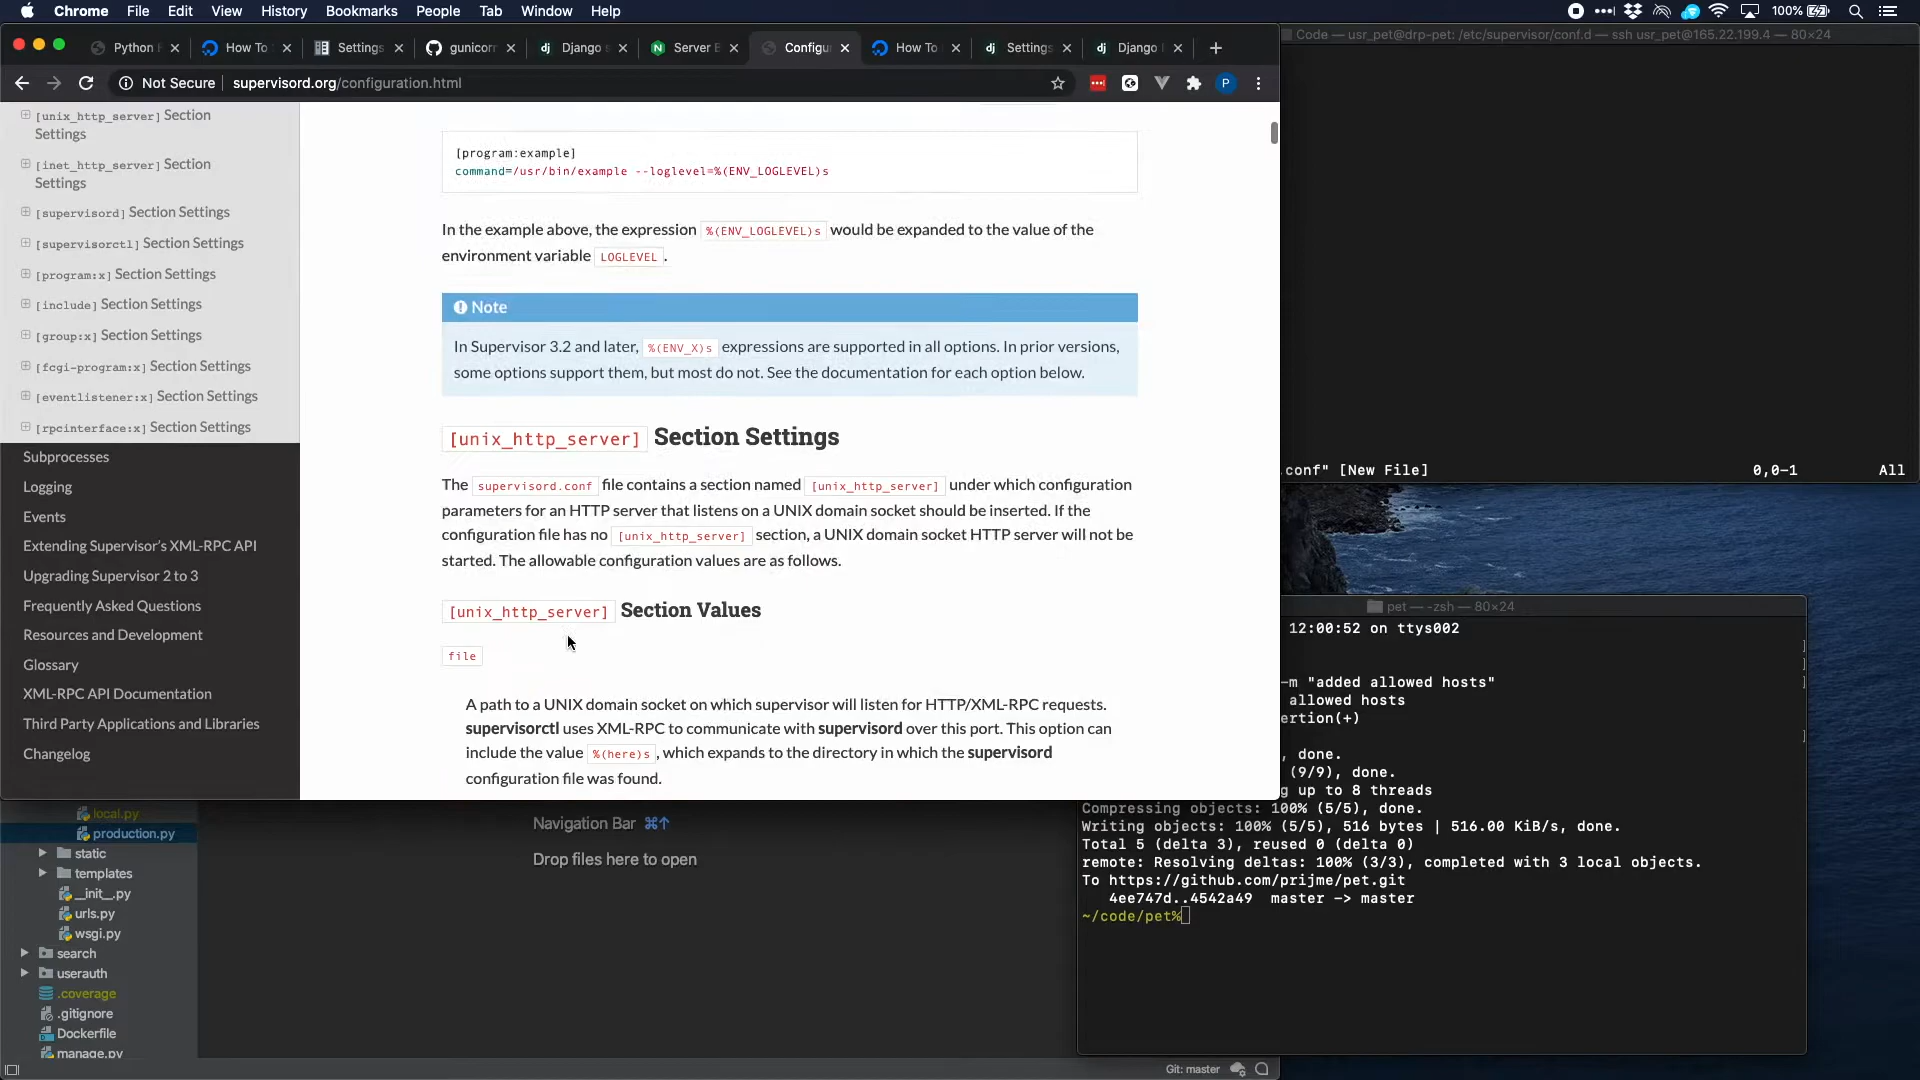 Chrome File Edit View History Bookmarks People Tab Window Help 100%
Python How To Settings gunicorn Django Server Configu How To Settings Django
Code — usr_pet@drp-pet: /etc/supervisor/conf.d — ssh usr_pet@165.22.199.4 — 80×24
Not Secure supervisord.org/configuration.html
[unix_http_server] Section
Settings
[inet_http_server] Section
Settings
[supervisord] Section Settings
[supervisorctl] Section Settings
[program:x] Section Settings
[include] Section Settings
[group:x] Section Settings
[fcgi-program:x] Section Settings
[eventlistener:x] Section Settings
[rpcinterface:x] Section Settings
Subprocesses
Logging
Events
Extending Supervisor's XML-RPC API
Upgrading Supervisor 2 to 3
Frequently Asked Questions
Resources and Development
Glossary
XML-RPC API Documentation
Third Party Applications and Libraries
Changelog
[program:example]
command=/usr/bin/example --loglevel=%(ENV_LOGLEVEL)s
In the example above, the expression %(ENV_LOGLEVEL)s would be expanded to the value of the
environment variable LOGLEVEL .
Note
In Supervisor 3.2 and later, %(ENV_X)s expressions are supported in all options. In prior versions,
some options support them, but most do not. See the documentation for each option below.
[unix_http_server] Section Settings
The supervisord.conf file contains a section named [unix_http_server] under which configuration
parameters for an HTTP server that listens on a UNIX domain socket should be inserted. If the
configuration file has no [unix_http_server] section, a UNIX domain socket HTTP server will not be
started. The allowable configuration values are as follows.
[unix_http_server] Section Values
file
A path to a UNIX domain socket on which supervisor will listen for HTTP/XML-RPC requests.
supervisorctl uses XML-RPC to communicate with supervisord over this port. This option can
include the value %(here)s , which expands to the directory in which the supervisord
configuration file was found.
.conf" [New File] 0,0-1 All
pet — -zsh — 80×24
12:00:52 on ttys002
-m "added allowed hosts"
allowed hosts
ertion(+)
, done.
(9/9), done.
g up to 8 threads
Compressing objects: 100% (5/5), done.
Writing objects: 100% (5/5), 516 bytes | 516.00 KiB/s, done.
Total 5 (delta 3), reused 0 (delta 0)
remote: Resolving deltas: 100% (3/3), completed with 3 local objects.
To https://github.com/prijme/pet.git
4ee747d..4542a49 master -> master
~/code/pet%
local.py
production.py
static
templates
__init__.py
urls.py
wsgi.py
search
userauth
.coverage
.gitignore
Dockerfile
manage.py
Navigation Bar ⌘↑
Drop files here to open
Git: master